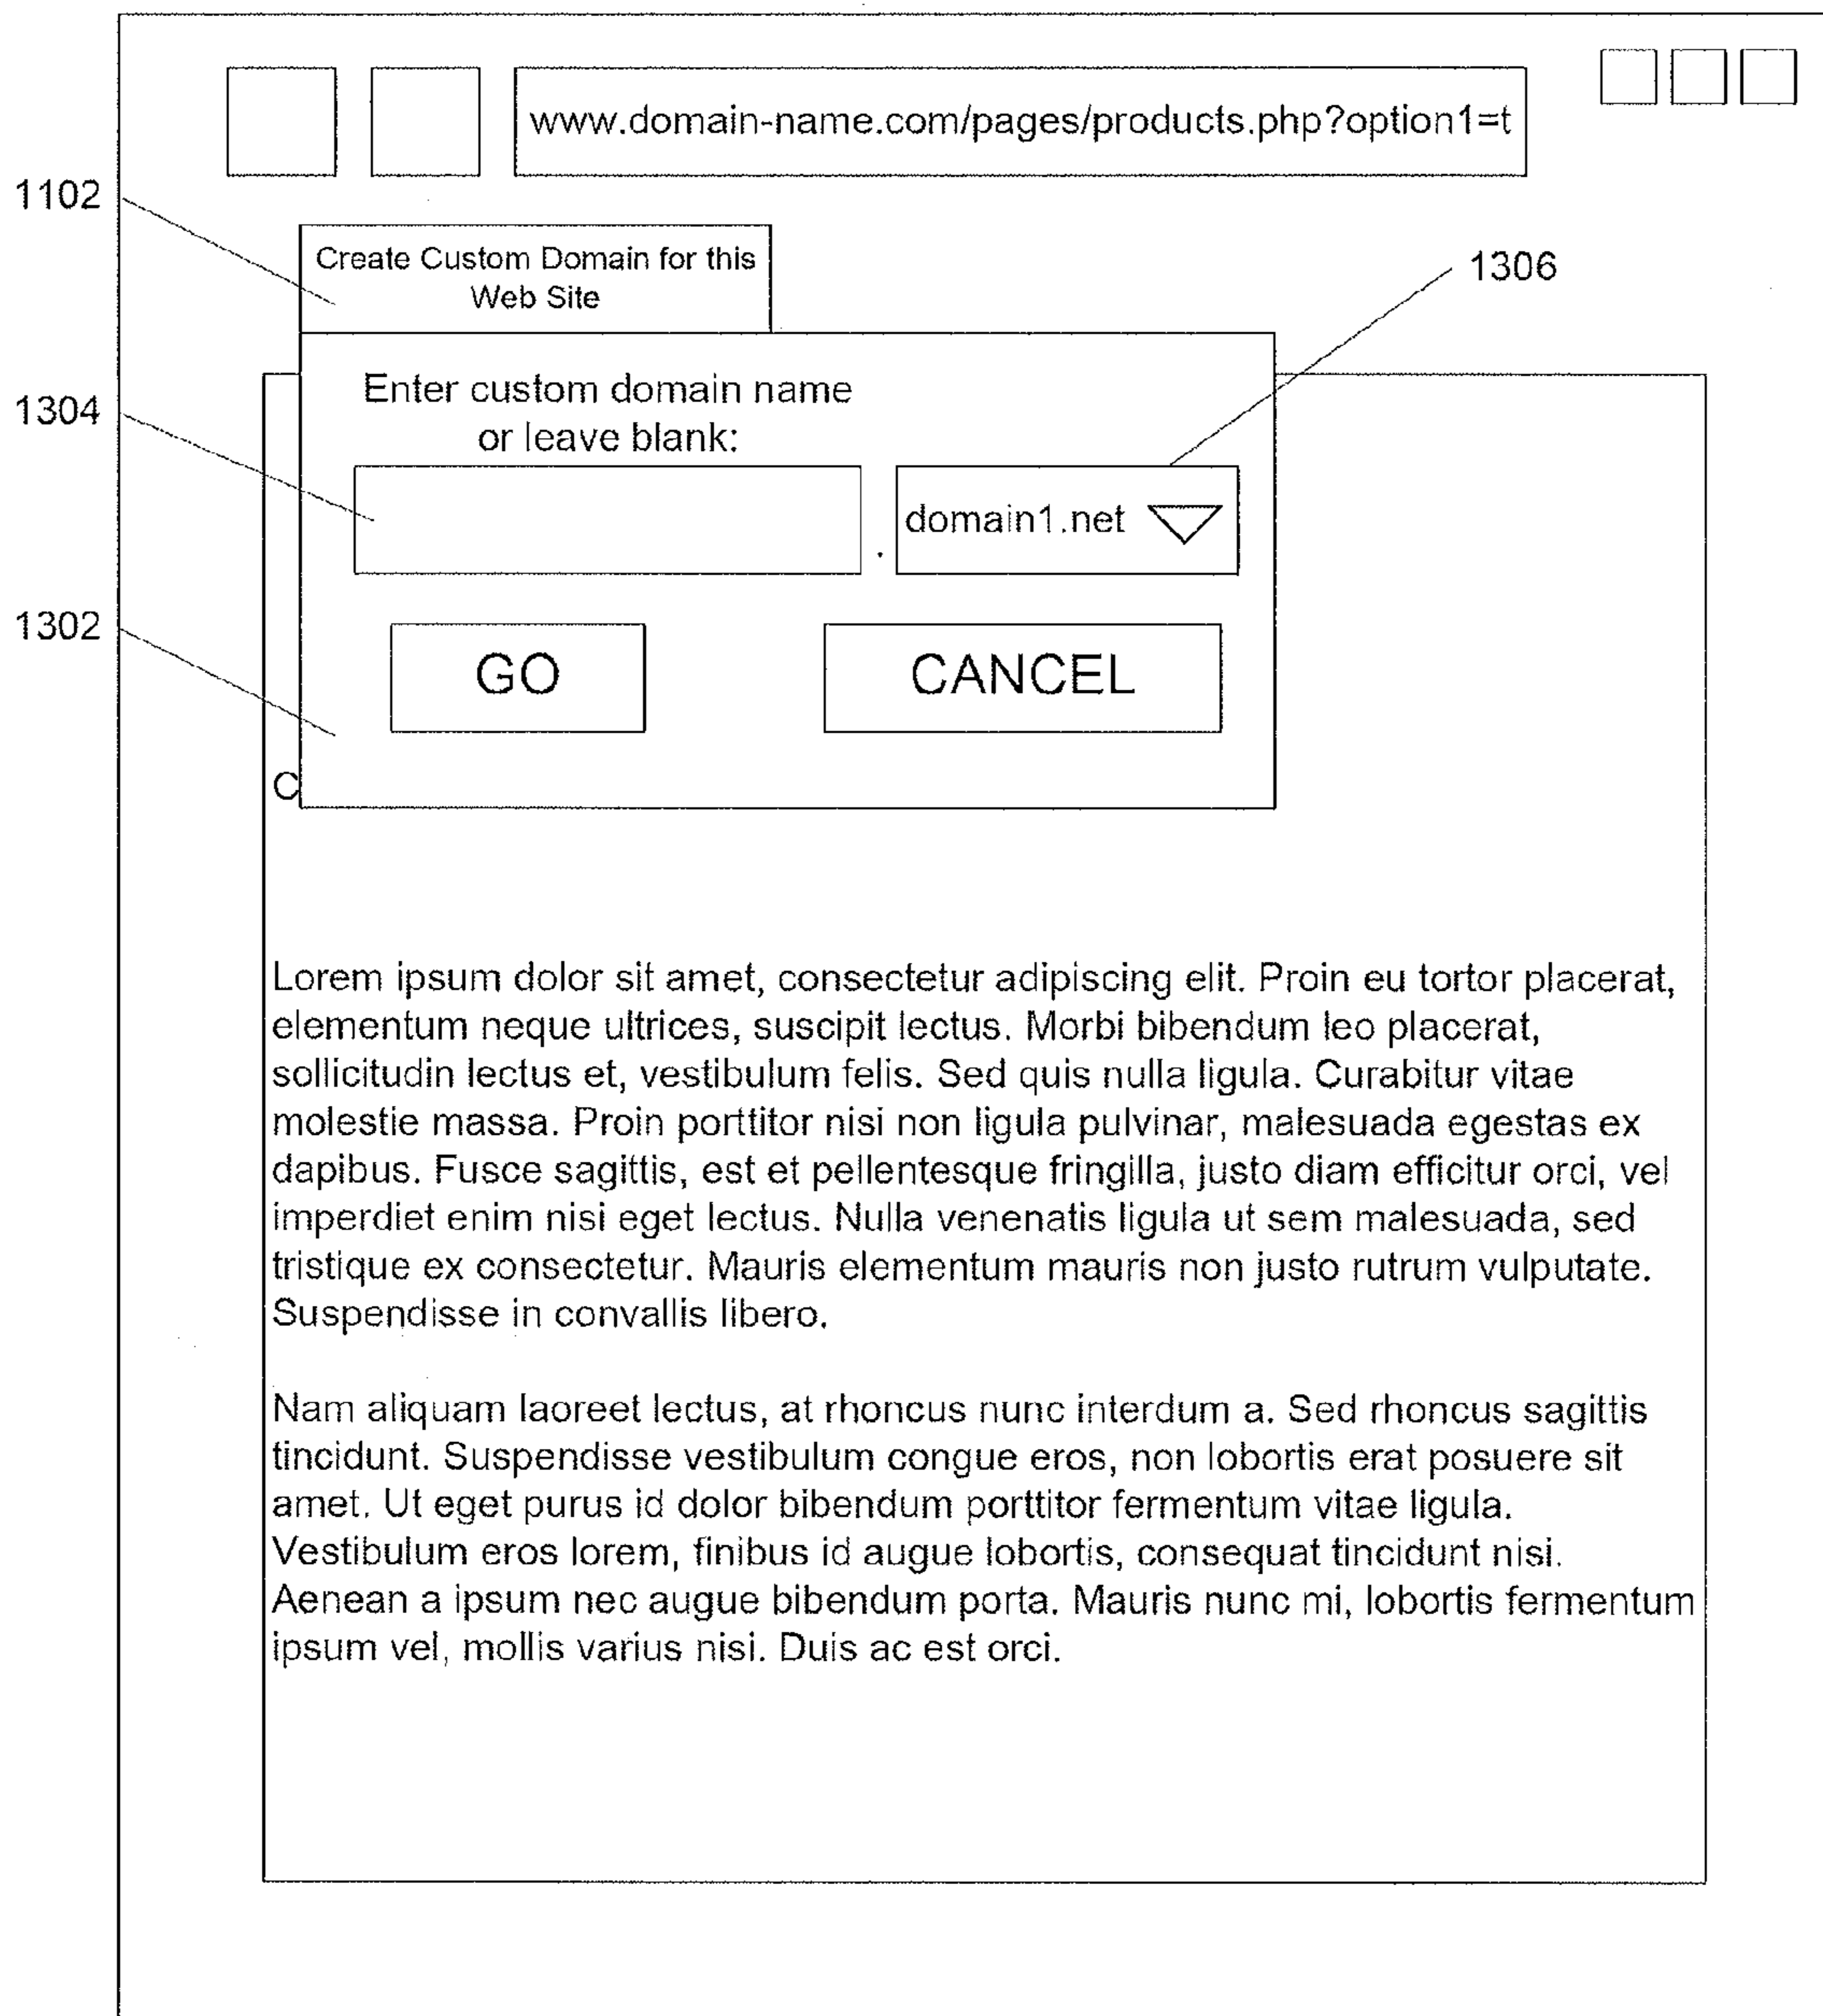 www.domain-name.com/pages/products.php?option1=t
1102
Create Custom Domain for this
Web Site
1306
Enter custom domain name
or leave blank:
1304
.
domain1.net
1302
GO
CANCEL
C
Lorem ipsum dolor sit amet, consectetur adipiscing elit. Proin eu tortor placerat,
elementum neque ultrices, suscipit lectus. Morbi bibendum leo placerat,
sollicitudin lectus et, vestibulum felis. Sed quis nulla ligula. Curabitur vitae
molestie massa. Proin porttitor nisi non ligula pulvinar, malesuada egestas ex
dapibus. Fusce sagittis, est et pellentesque fringilla, justo diam efficitur orci, vel
imperdiet enim nisi eget lectus. Nulla venenatis ligula ut sem malesuada, sed
tristique ex consectetur. Mauris elementum mauris non justo rutrum vulputate.
Suspendisse in convallis libero.
Nam aliquam laoreet lectus, at rhoncus nunc interdum a. Sed rhoncus sagittis
tincidunt. Suspendisse vestibulum congue eros, non lobortis erat posuere sit
amet. Ut eget purus id dolor bibendum porttitor fermentum vitae ligula.
Vestibulum eros lorem, finibus id augue lobortis, consequat tincidunt nisi.
Aenean a ipsum nec augue bibendum porta. Mauris nunc mi, lobortis fermentum
ipsum vel, mollis varius nisi. Duis ac est orci.